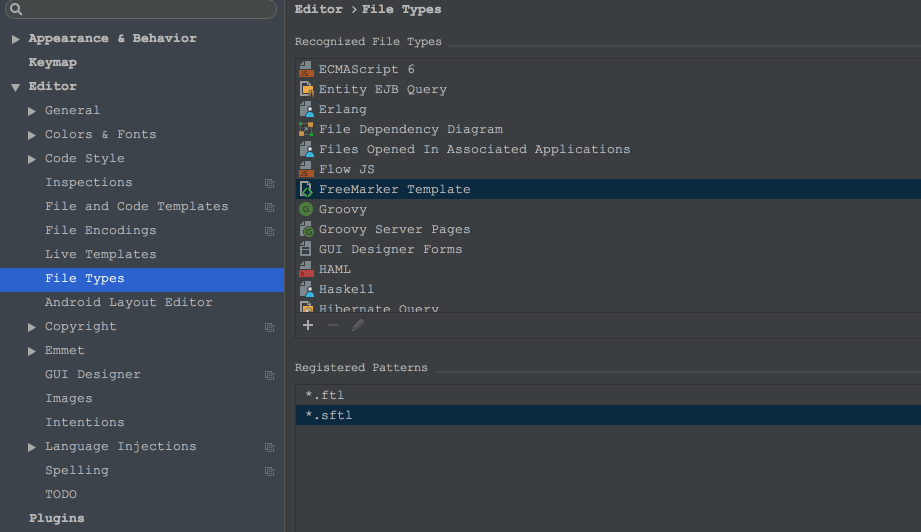 Appearance & Behavior
Keymap
Editor
General
Colors & Fonts
Code Style
Inspections
File and Code Templates
File Encodings
Live Templates
File Types
Android Layout Editor
Copyright
Emmet
GUI Designer
Images
Intentions
Language Injections
Spelling
TODO
Plugins
Editor › File Types
Recognized File Types
ECMAScript 6
Entity EJB Query
Erlang
File Dependency Diagram
Files Opened In Associated Applications
Flow JS
FreeMarker Template
Groovy
Groovy Server Pages
GUI Designer Forms
HAML
Haskell
Hibernate Query
Registered Patterns
*.ftl
*.sftl